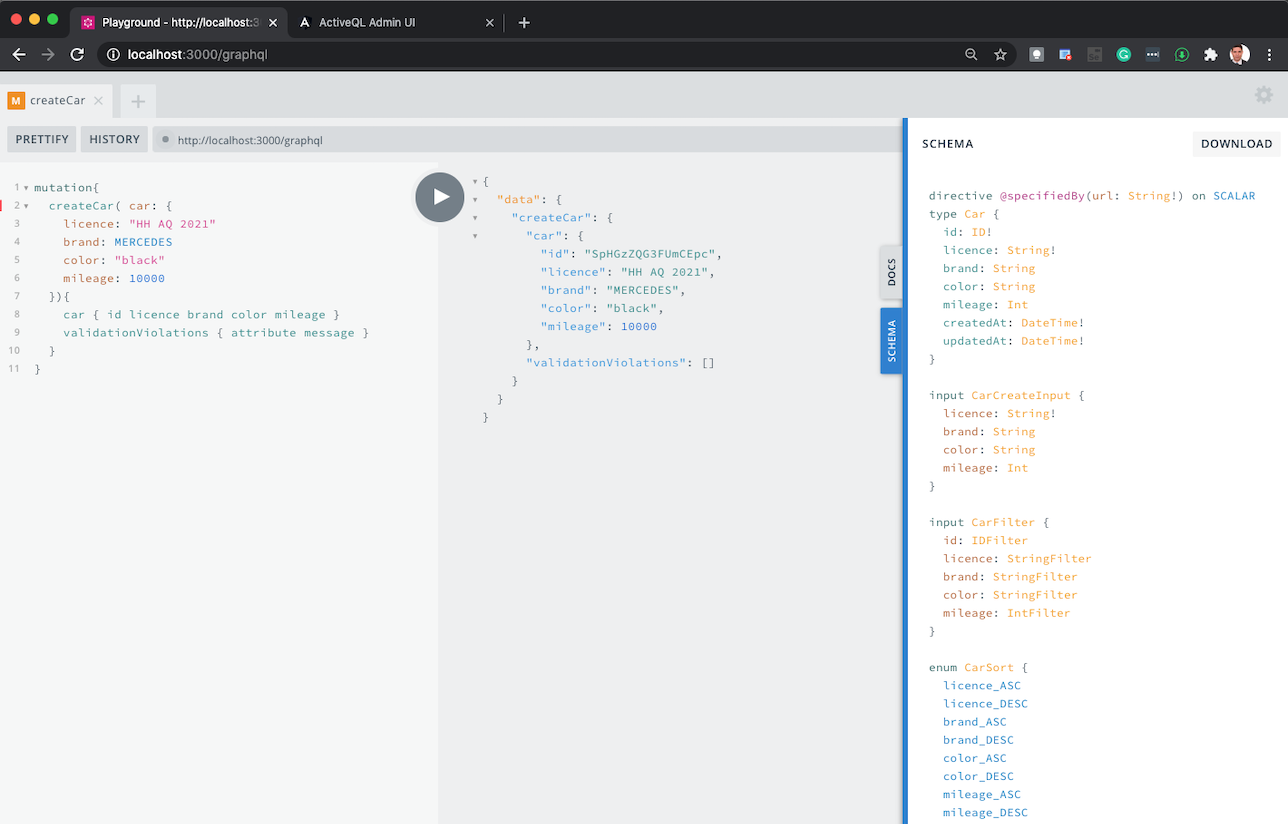 Playground - http://localhost:3
ActiveQL Admin UI
localhost:3000/graphql
M createCar
PRETTIFY
HISTORY
http://localhost:3000/graphql
1 mutation{
2 createCar( car: {
3 licence: "HH AQ 2021"
4 brand: MERCEDES
5 color: "black"
6 mileage: 10000
7 }){
8 car { id licence brand color mileage }
9 validationViolations { attribute message }
10 }
11 }
{
"data": {
"createCar": {
"car": {
"id": "SpHGzZQG3FUmCEpc",
"licence": "HH AQ 2021",
"brand": "MERCEDES",
"color": "black",
"mileage": 10000
},
"validationViolations": []
}
}
}
DOCS
SCHEMA
SCHEMA
DOWNLOAD
directive @specifiedBy(url: String!) on SCALAR
type Car {
id: ID!
licence: String!
brand: String
color: String
mileage: Int
createdAt: DateTime!
updatedAt: DateTime!
}
input CarCreateInput {
licence: String!
brand: String
color: String
mileage: Int
}
input CarFilter {
id: IDFilter
licence: StringFilter
brand: StringFilter
color: StringFilter
mileage: IntFilter
}
enum CarSort {
licence_ASC
licence_DESC
brand_ASC
brand_DESC
color_ASC
color_DESC
mileage_ASC
mileage_DESC